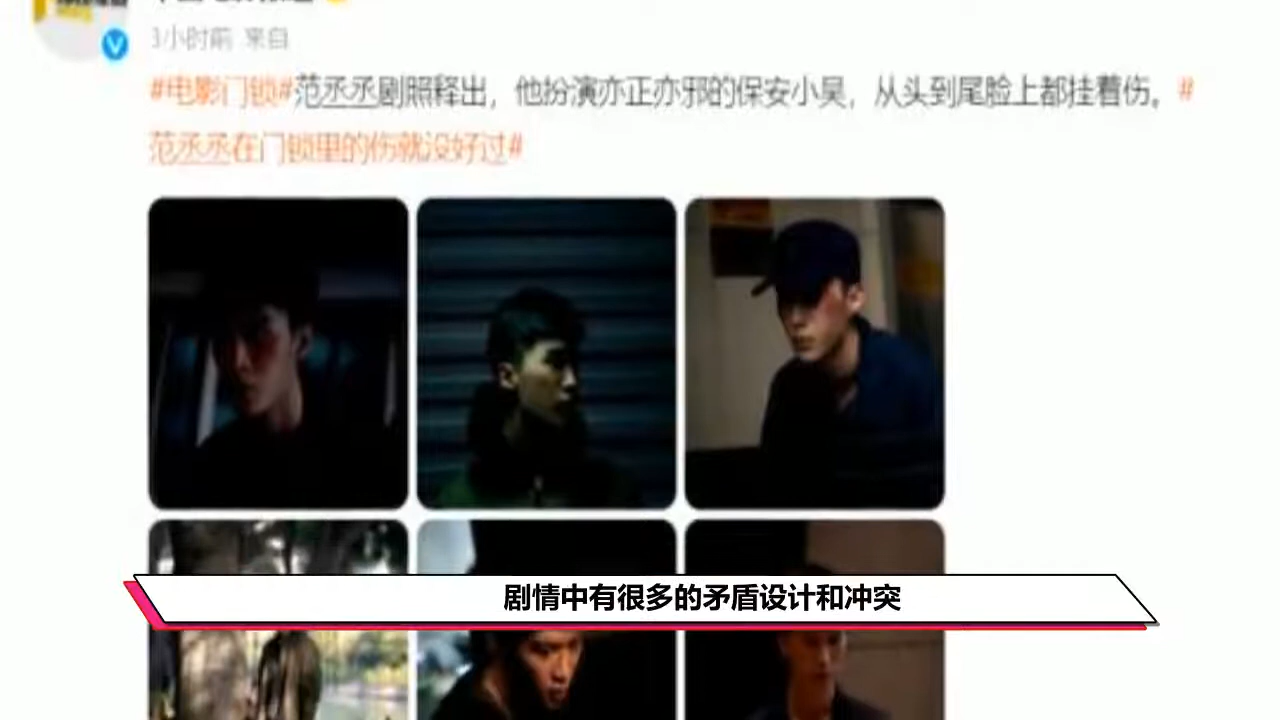 3小时前 来自
#电影门锁#范丞丞剧照释出，他扮演亦正亦邪的保安小吴，从头到尾脸上都挂着伤。#
范丞丞在门锁里的伤就没好过#
剧情中有很多的矛盾设计和冲突